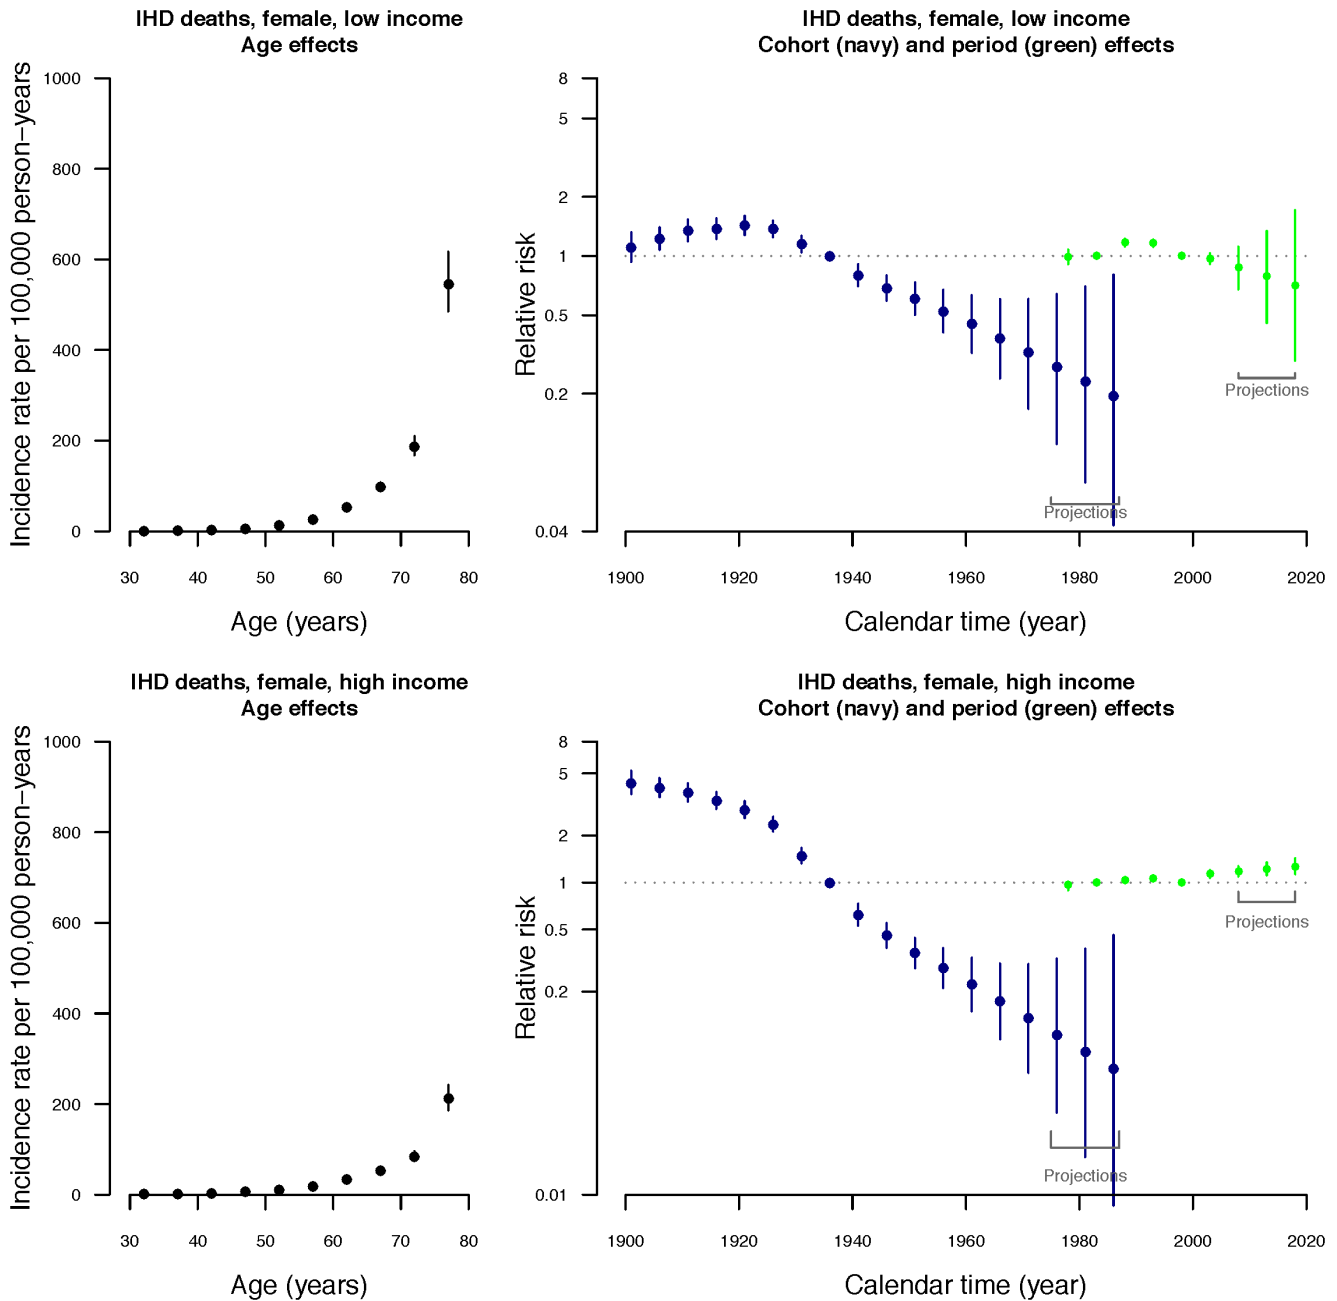 IHD deaths, female, low income
Age effects
1000
800
600
400
200
0
30 40 50 60 70 80
Incidence rate per 100,000 person−years
Age (years)
IHD deaths, female, low income
Cohort (navy) and period (green) effects
8
5
2
1
0.5
0.2
0.04
Relative risk
Projections
Projections
1900 1920 1940 1960 1980 2000 2020
Calendar time (year)
IHD deaths, female, high income
Age effects
1000
800
600
400
200
0
30 40 50 60 70 80
Incidence rate per 100,000 person−years
Age (years)
IHD deaths, female, high income
Cohort (navy) and period (green) effects
8
5
2
1
0.5
0.2
0.01
Relative risk
Projections
Projections
1900 1920 1940 1960 1980 2000 2020
Calendar time (year)